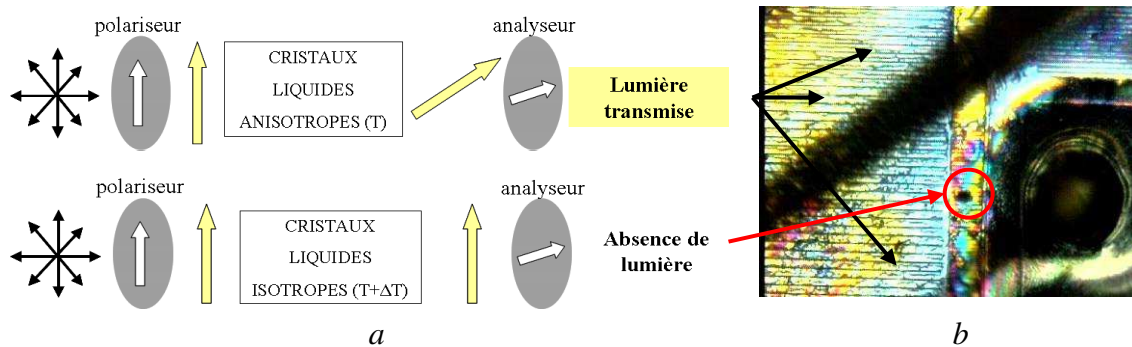 polariseur
analyseur
CRISTAUX
LIQUIDES
ANISOTROPES (T)
Lumière
transmise
polariseur
analyseur
CRISTAUX
LIQUIDES
ISOTROPES (T+ΔT)
Absence de
lumière
a
b